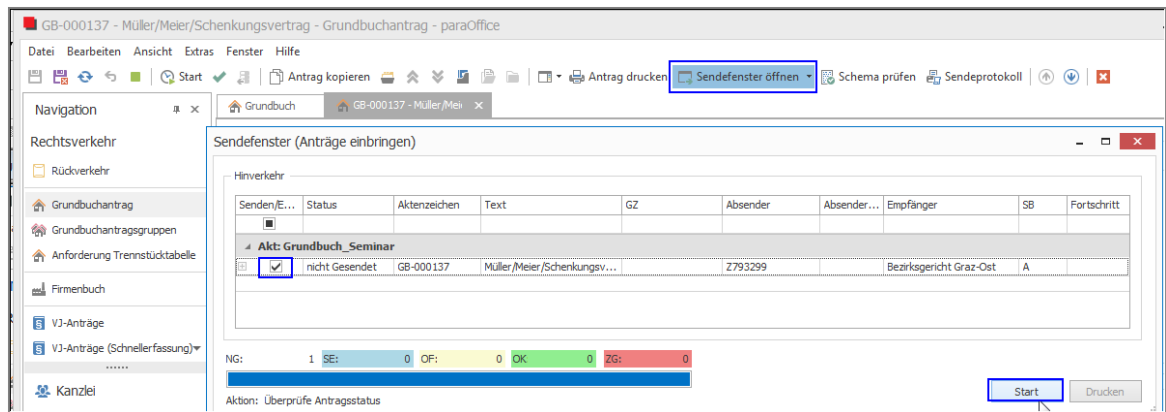 GB-000137 - Müller/Meier/Schenkungsvertrag - Grundbuchantrag - paraOffice
Datei Bearbeiten Ansicht Extras Fenster Hilfe
Start Antrag kopieren Antrag drucken Sendefenster öffnen Schema prüfen Sendeprotokoll
Navigation
Grundbuch GB-000137 - Müller/Mei
Rechtsverkehr
Rückverkehr
Grundbuchantrag
Grundbuchantragsgruppen
Anforderung Trennstücktabelle
Firmenbuch
VJ-Anträge
VJ-Anträge (Schnellerfassung)
Kanzlei
Sendefenster (Anträge einbringen)
Hinverkehr
Senden/E... Status Aktenzeichen Text GZ Absender Absender... Empfänger SB Fortschritt
Akt: Grundbuch_Seminar
nicht Gesendet GB-000137 Müller/Meier/Schenkungsv... Z793299 Bezirksgericht Graz-Ost A
NG: 1 SE: 0 OF: 0 OK 0 ZG: 0
Aktion: Überprüfe Antragsstatus
Start Drucken